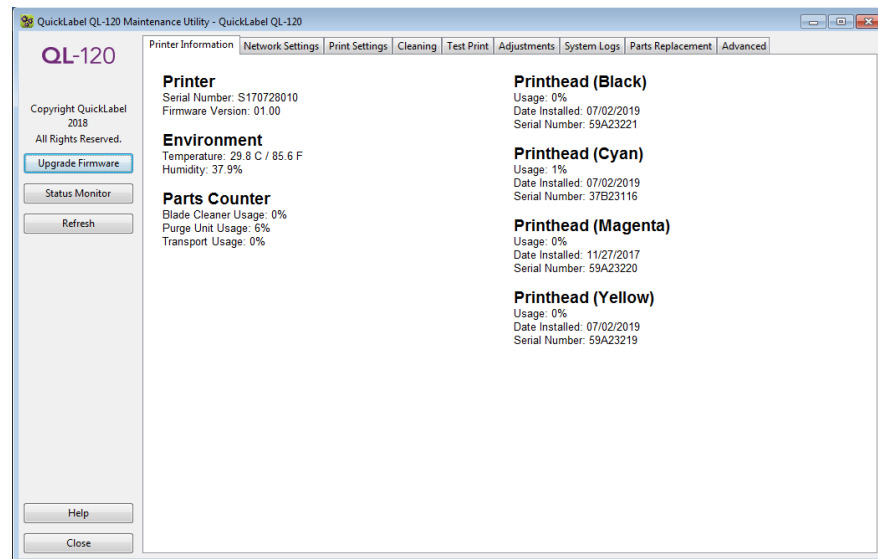 QuickLabel QL-120 Maintenance Utility - QuickLabel QL-120
QL-120
Copyright QuickLabel
2018
All Rights Reserved.
Upgrade Firmware
Status Monitor
Refresh
Help
Close
Printer Information Network Settings Print Settings Cleaning Test Print Adjustments System Logs Parts Replacement Advanced
Printer
Serial Number: S170728010
Firmware Version: 01.00
Environment
Temperature: 29.8 C / 85.6 F
Humidity: 37.9%
Parts Counter
Blade Cleaner Usage: 0%
Purge Unit Usage: 6%
Transport Usage: 0%
Printhead (Black)
Usage: 0%
Date Installed: 07/02/2019
Serial Number: 59A23221
Printhead (Cyan)
Usage: 1%
Date Installed: 07/02/2019
Serial Number: 37B23116
Printhead (Magenta)
Usage: 0%
Date Installed: 11/27/2017
Serial Number: 59A23220
Printhead (Yellow)
Usage: 0%
Date Installed: 07/02/2019
Serial Number: 59A23219